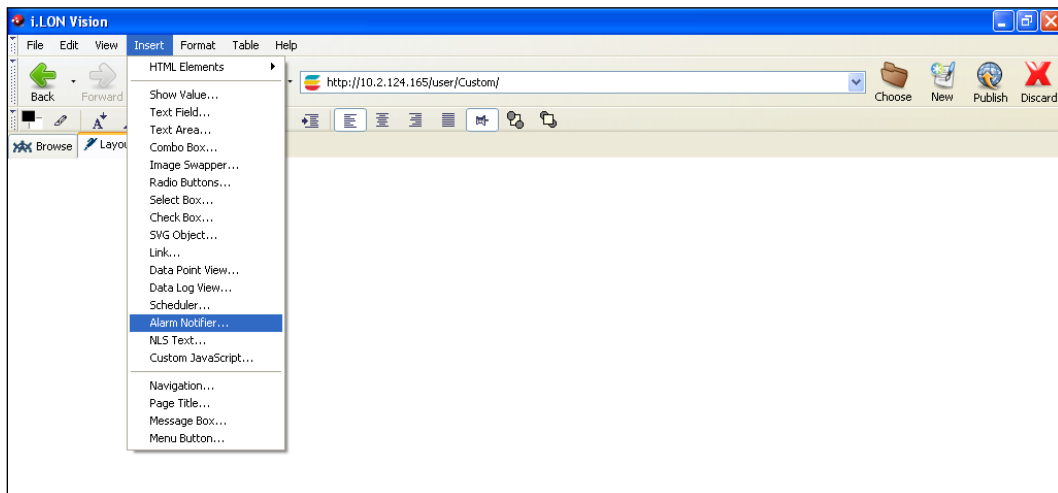 i.LON Vision
File Edit View Insert Format Table Help
HTML Elements
Back Forward http://10.2.124.165/user/Custom/ Choose New Publish Discard
Show Value...
Text Field...
Text Area...
Browse
Combo Box...
Image Swapper...
Radio Buttons...
Select Box...
Check Box...
SVG Object...
Link...
Data Point View...
Data Log View...
Scheduler...
Alarm Notifier...
NLS Text...
Custom JavaScript...
Navigation...
Page Title...
Message Box...
Menu Button...